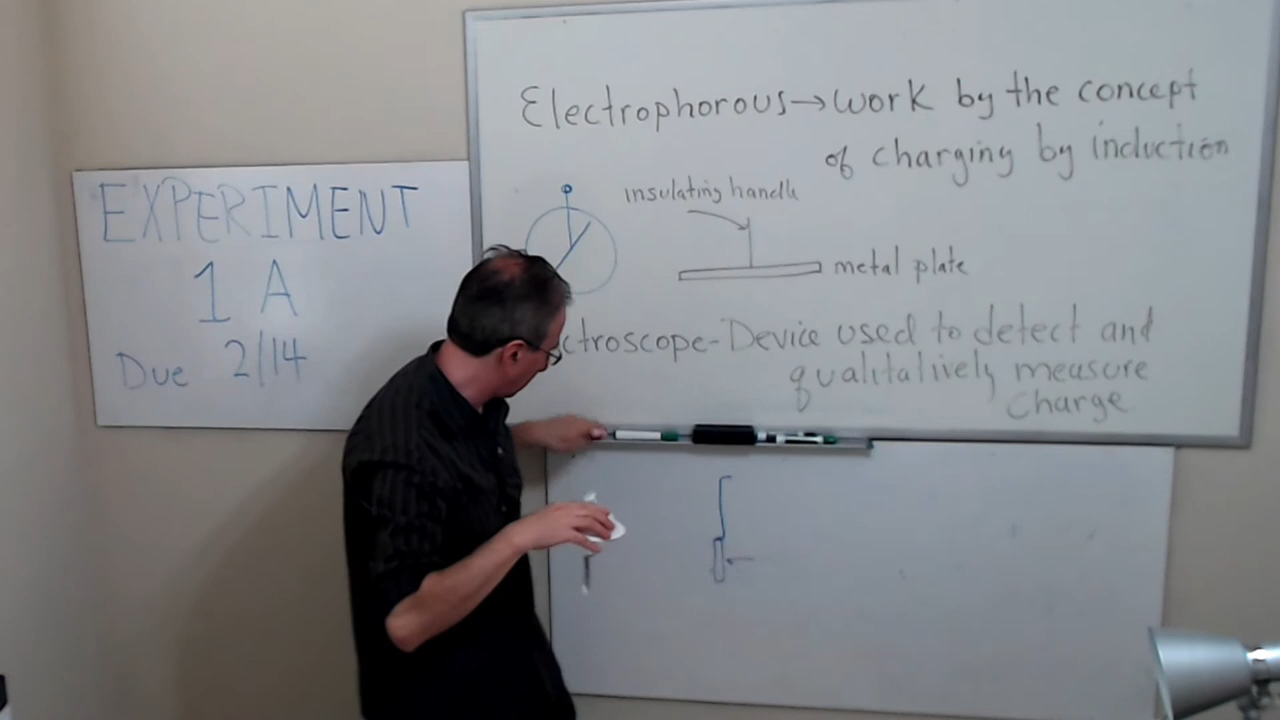 EXPERIMENT
1 A
Due 2/14
Electrophorous → work by the concept
of charging by induction
insulating handle
metal plate
ctroscope - Device used to detect and
qualitatively measure
Charge